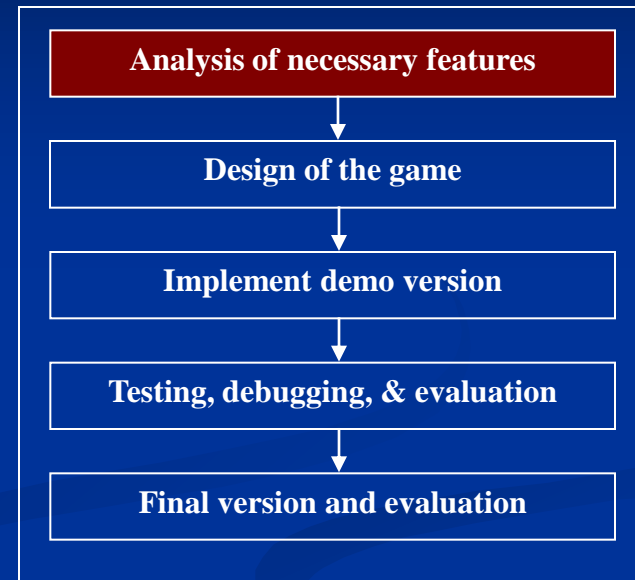 Analysis of necessary features
Design of the game
Implement demo version
Testing, debugging, & evaluation
Final version and evaluation